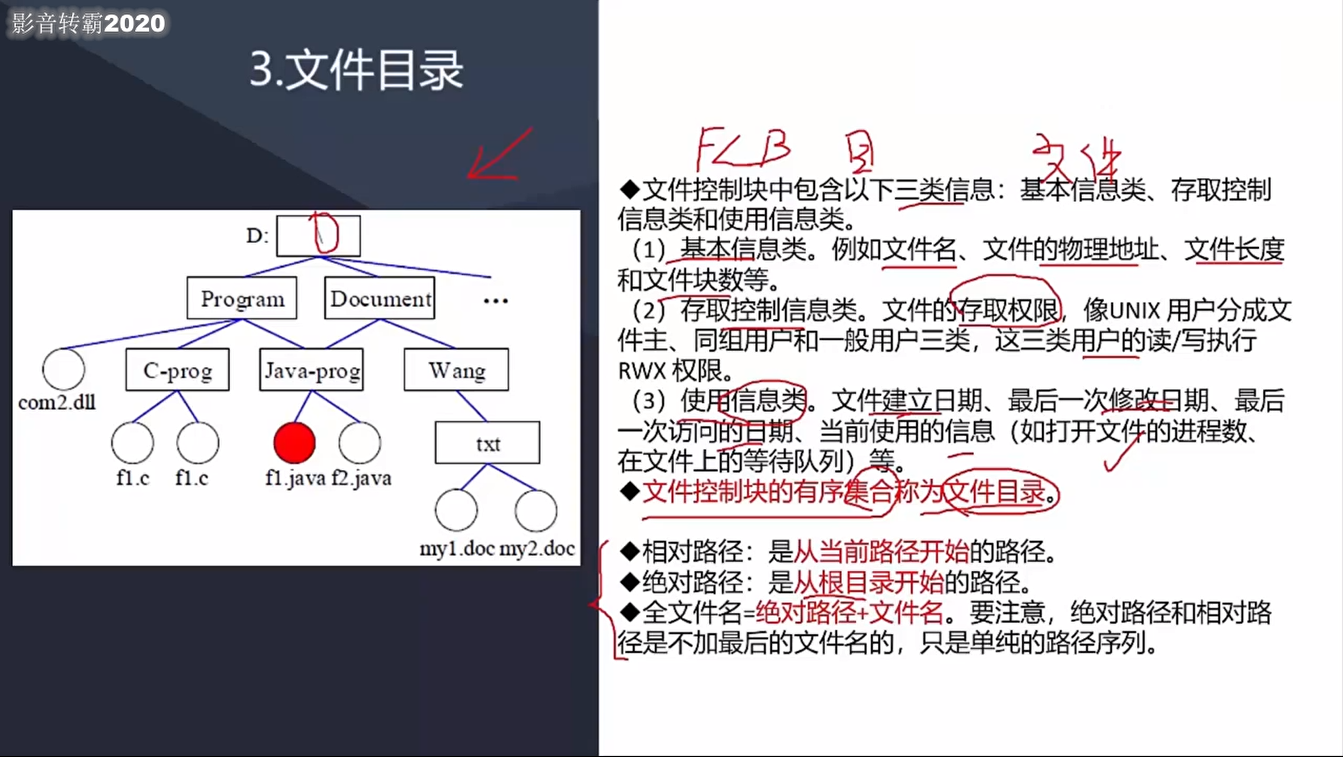 影音转霸2020
3.文件目录
D:
D
Program
Document
...
C-prog
Java-prog
Wang
com2.dll
txt
f1.c
f1.c
f1.java
f2.java
my1.doc
my2.doc
FCB 目 文件
◆文件控制块中包含以下三类信息：基本信息类、存取控制
信息类和使用信息类。
（1）基本信息类。例如文件名、文件的物理地址、文件长度
和文件块数等。
（2）存取控制信息类。文件的存取权限，像UNIX 用户分成文
件主、同组用户和一般用户三类，这三类用户的读/写执行
RWX 权限。
（3）使用信息类。文件建立日期、最后一次修改日期、最后
一次访问的日期、当前使用的信息（如打开文件的进程数、
在文件上的等待队列）等。
◆文件控制块的有序集合称为文件目录。
◆相对路径：是从当前路径开始的路径。
◆绝对路径：是从根目录开始的路径。
◆全文件名=绝对路径+文件名。要注意，绝对路径和相对路
径是不加最后的文件名的，只是单纯的路径序列。